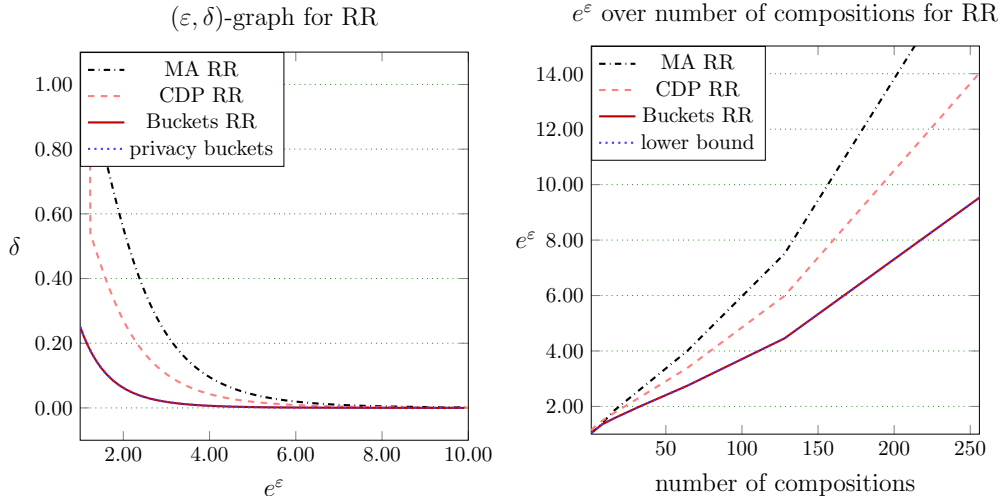 (ε, δ)-graph for RR
MA RR
CDP RR
Buckets RR
privacy buckets
1.00
0.80
0.60
0.40
0.20
0.00
δ
2.00 4.00 6.00 8.00 10.00
e^ε
e^ε over number of compositions for RR
MA RR
CDP RR
Buckets RR
lower bound
14.00
12.00
10.00
8.00
6.00
4.00
2.00
e^ε
50 100 150 200 250
number of compositions